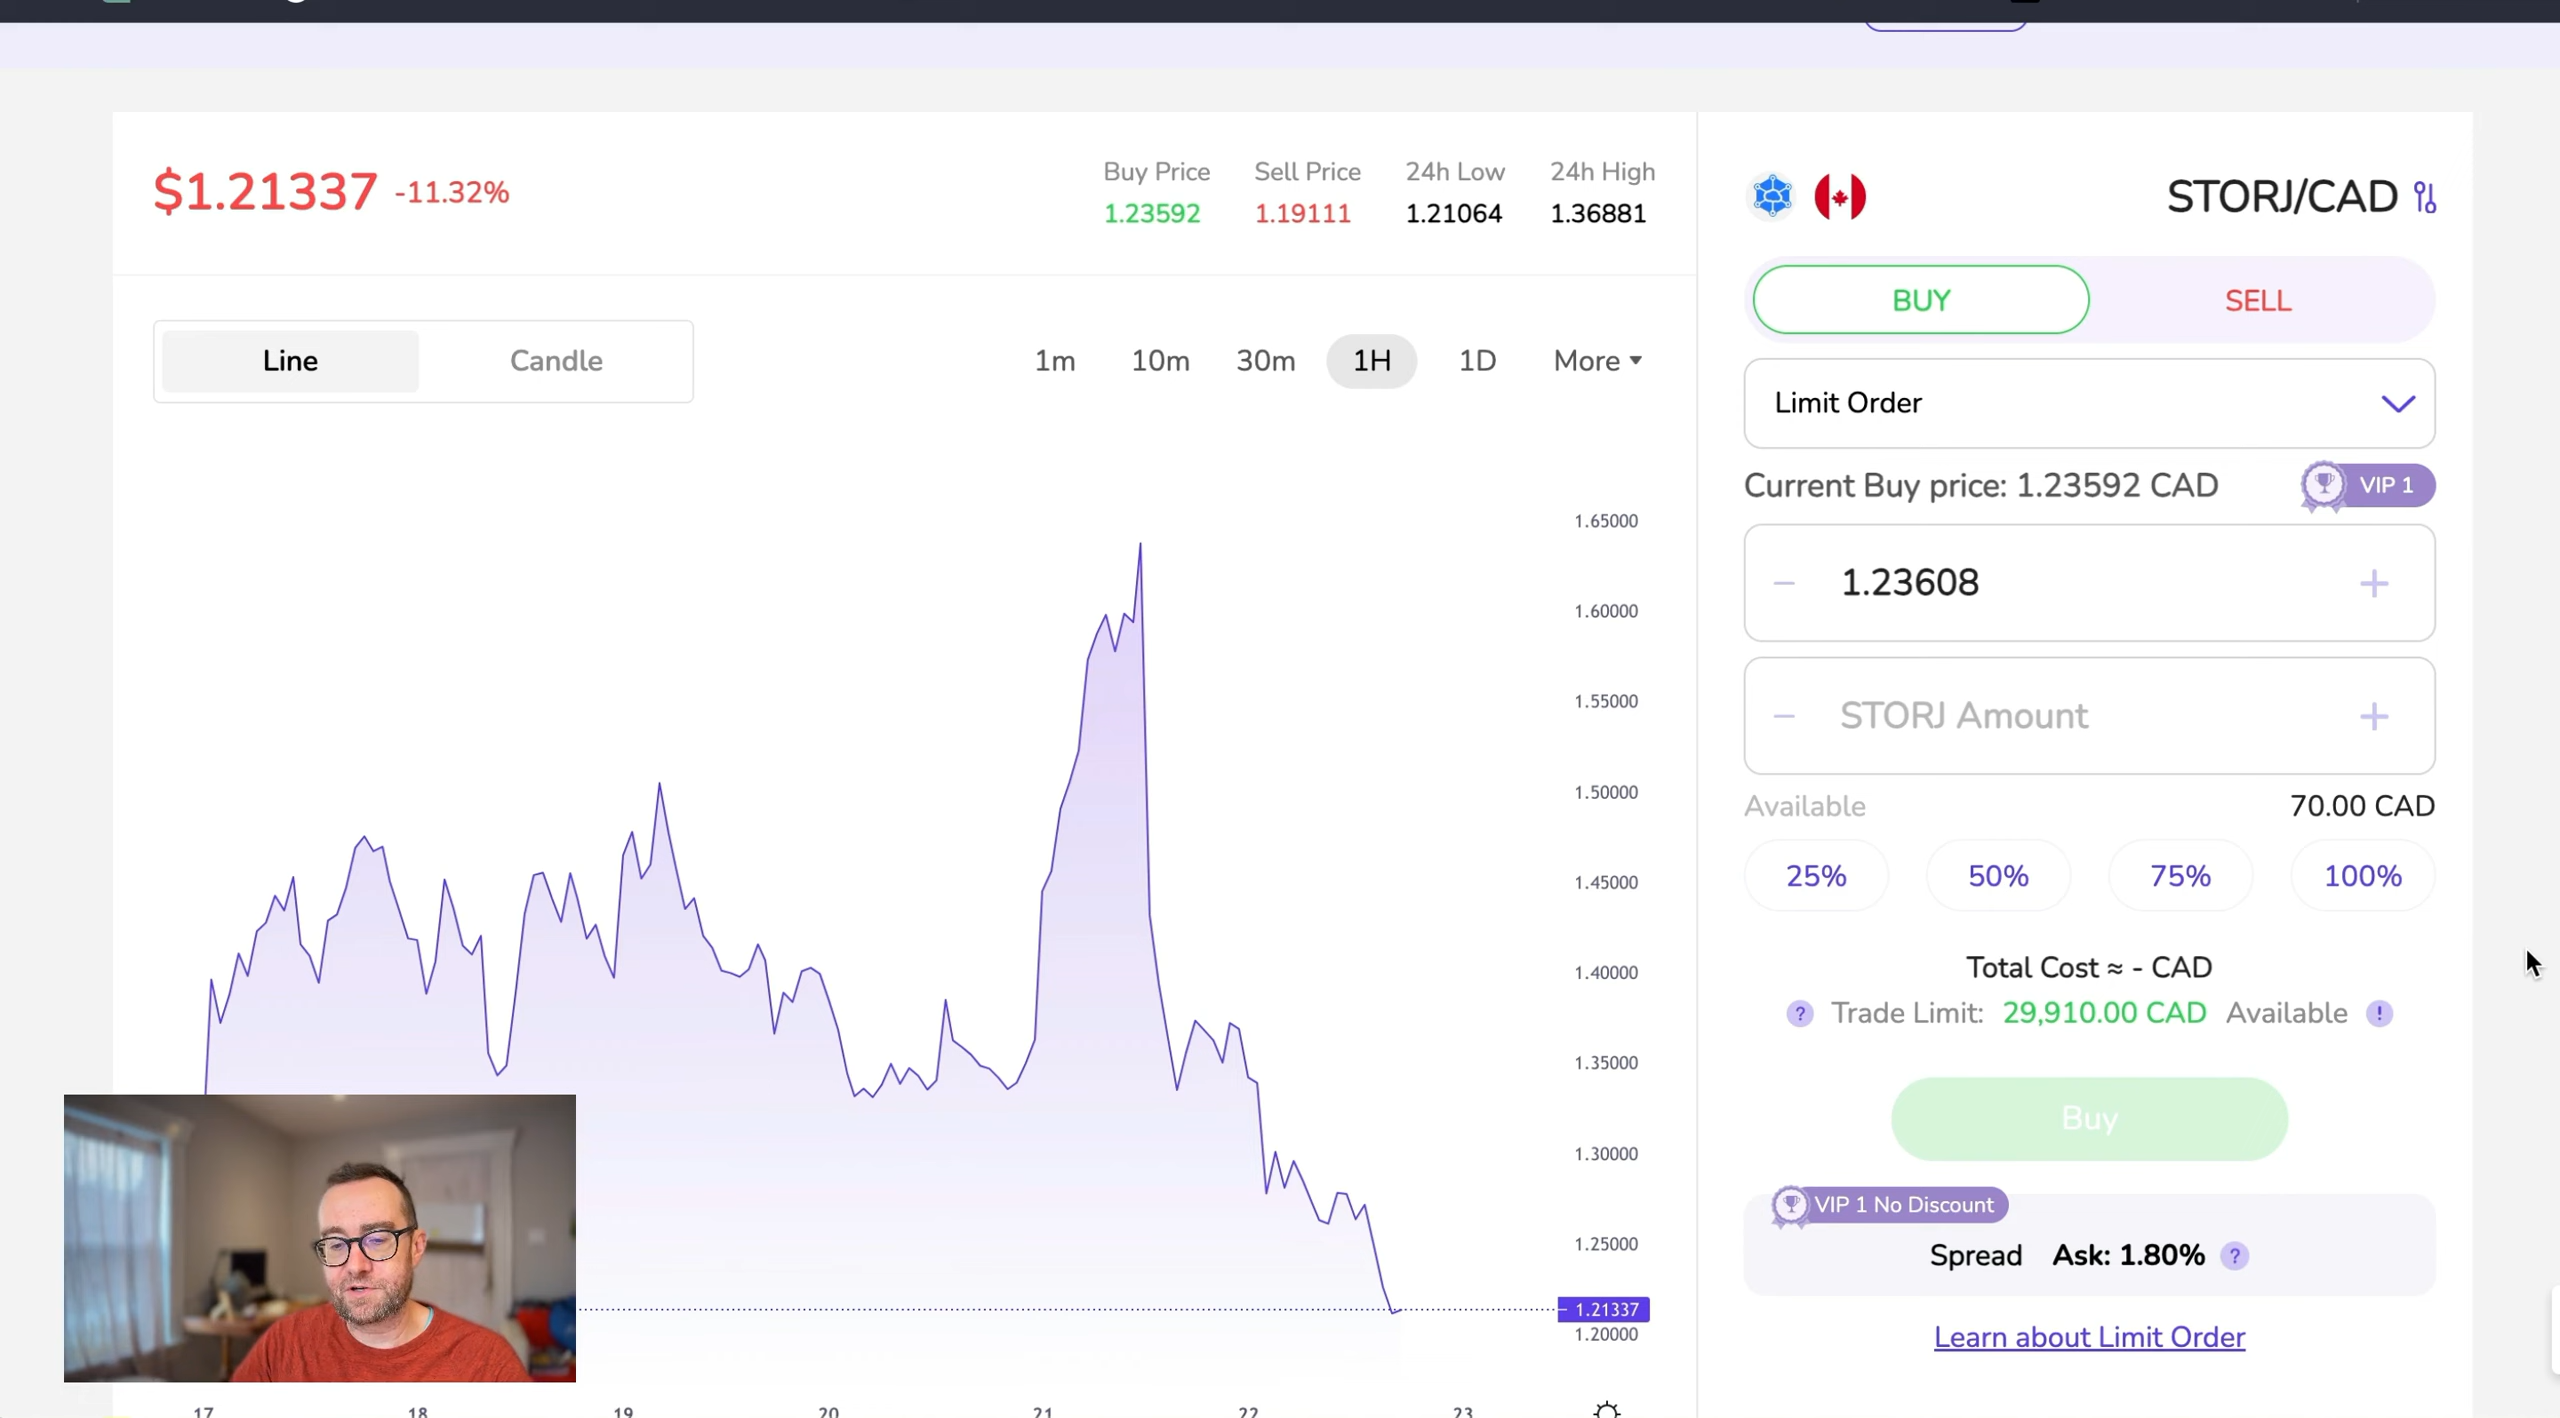 $1.21337 -11.32%
Buy Price Sell Price 24h Low 24h High
1.23592 1.19111 1.21064 1.36881
Line Candle
1m 10m 30m 1H 1D More
1.65000
1.60000
1.55000
1.50000
1.45000
1.40000
1.35000
1.30000
1.25000
1.21337
1.20000
17 18 19 20 21 22 23
STORJ/CAD
BUY SELL
Limit Order
Current Buy price: 1.23592 CAD VIP 1
− 1.23608 +
− STORJ Amount +
Available 70.00 CAD
25% 50% 75% 100%
Total Cost ≈ - CAD
? Trade Limit: 29,910.00 CAD Available !
Buy
VIP 1 No Discount
Spread Ask: 1.80% ?
Learn about Limit Order